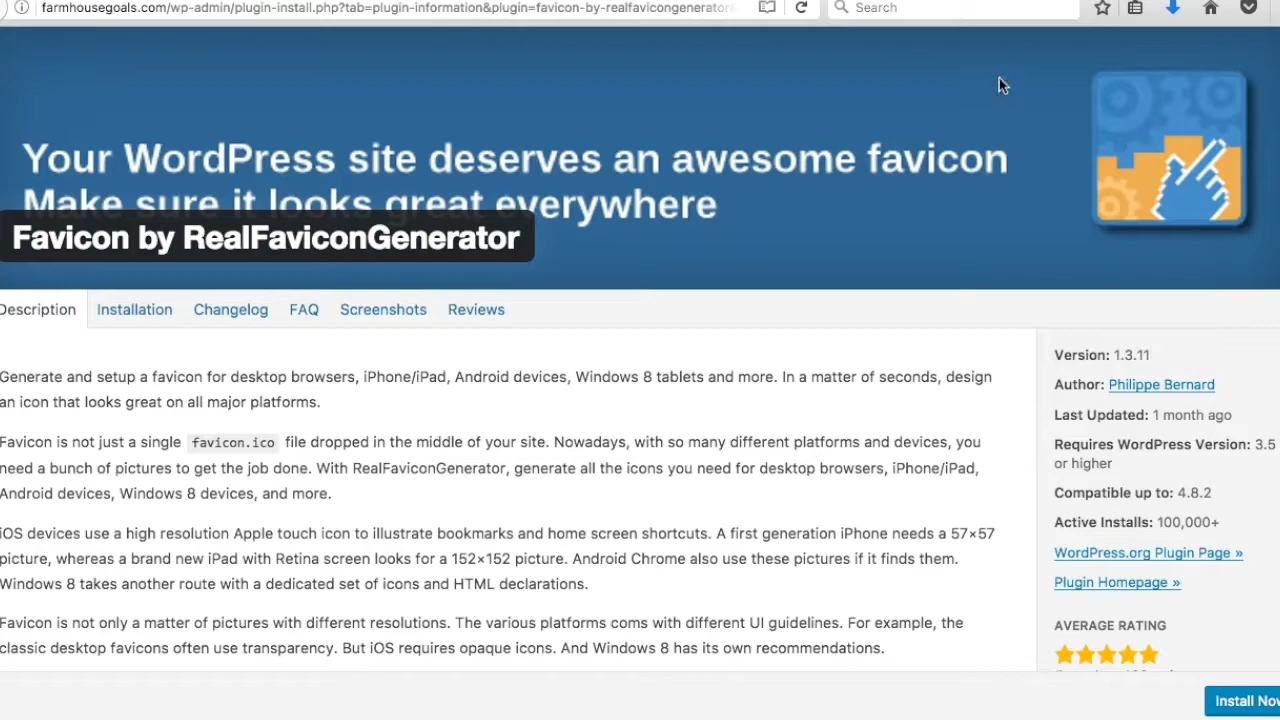 farmhousegoals.com/wp-admin/plugin-install.php?tab=plugin-information&plugin=favicon-by-realfavicongenerator
Search
Your WordPress site deserves an awesome favicon
Make sure it looks great everywhere
Favicon by RealFaviconGenerator
Description Installation Changelog FAQ Screenshots Reviews
Generate and setup a favicon for desktop browsers, iPhone/iPad, Android devices, Windows 8 tablets and more. In a matter of seconds, design
an icon that looks great on all major platforms.
Favicon is not just a single favicon.ico file dropped in the middle of your site. Nowadays, with so many different platforms and devices, you
need a bunch of pictures to get the job done. With RealFaviconGenerator, generate all the icons you need for desktop browsers, iPhone/iPad,
Android devices, Windows 8 devices, and more.
iOS devices use a high resolution Apple touch icon to illustrate bookmarks and home screen shortcuts. A first generation iPhone needs a 57×57
picture, whereas a brand new iPad with Retina screen looks for a 152×152 picture. Android Chrome also use these pictures if it finds them.
Windows 8 takes another route with a dedicated set of icons and HTML declarations.
Favicon is not only a matter of pictures with different resolutions. The various platforms coms with different UI guidelines. For example, the
classic desktop favicons often use transparency. But iOS requires opaque icons. And Windows 8 has its own recommendations.
Version: 1.3.11
Author: Philippe Bernard
Last Updated: 1 month ago
Requires WordPress Version: 3.5
or higher
Compatible up to: 4.8.2
Active Installs: 100,000+
WordPress.org Plugin Page »
Plugin Homepage »
AVERAGE RATING
Install Now